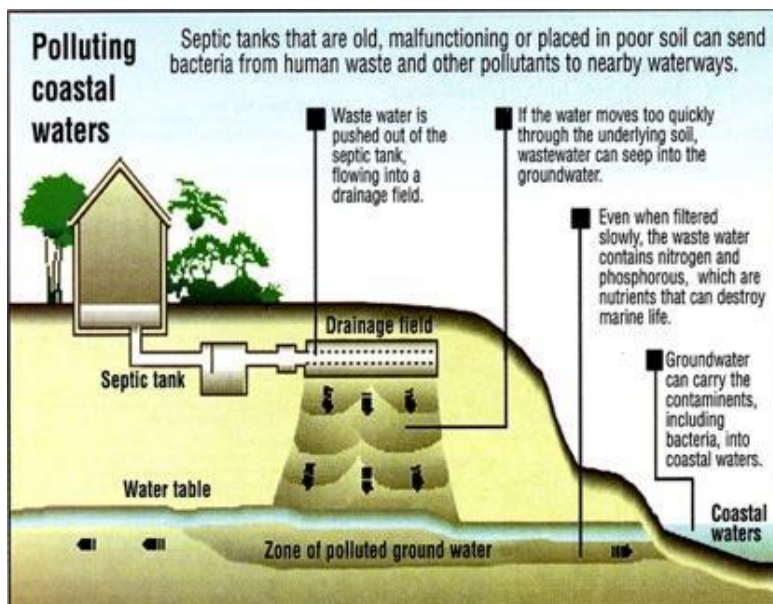 Polluting
coastal
waters
Septic tanks that are old, malfunctioning or placed in poor soil can send
bacteria from human waste and other pollutants to nearby waterways.
Waste water is
pushed out of the
septic tank,
flowing into a
drainage field.
If the water moves too quickly
through the underlying soil,
wastewater can seep into the
groundwater.
Even when filtered
slowly, the waste water
contains nitrogen and
phosphorous, which are
nutrients that can destroy
marine life.
Groundwater
can carry the
contaminents,
including
bacteria, into
coastal waters.
Drainage field
Septic tank
Water table
Coastal
waters
Zone of polluted ground water